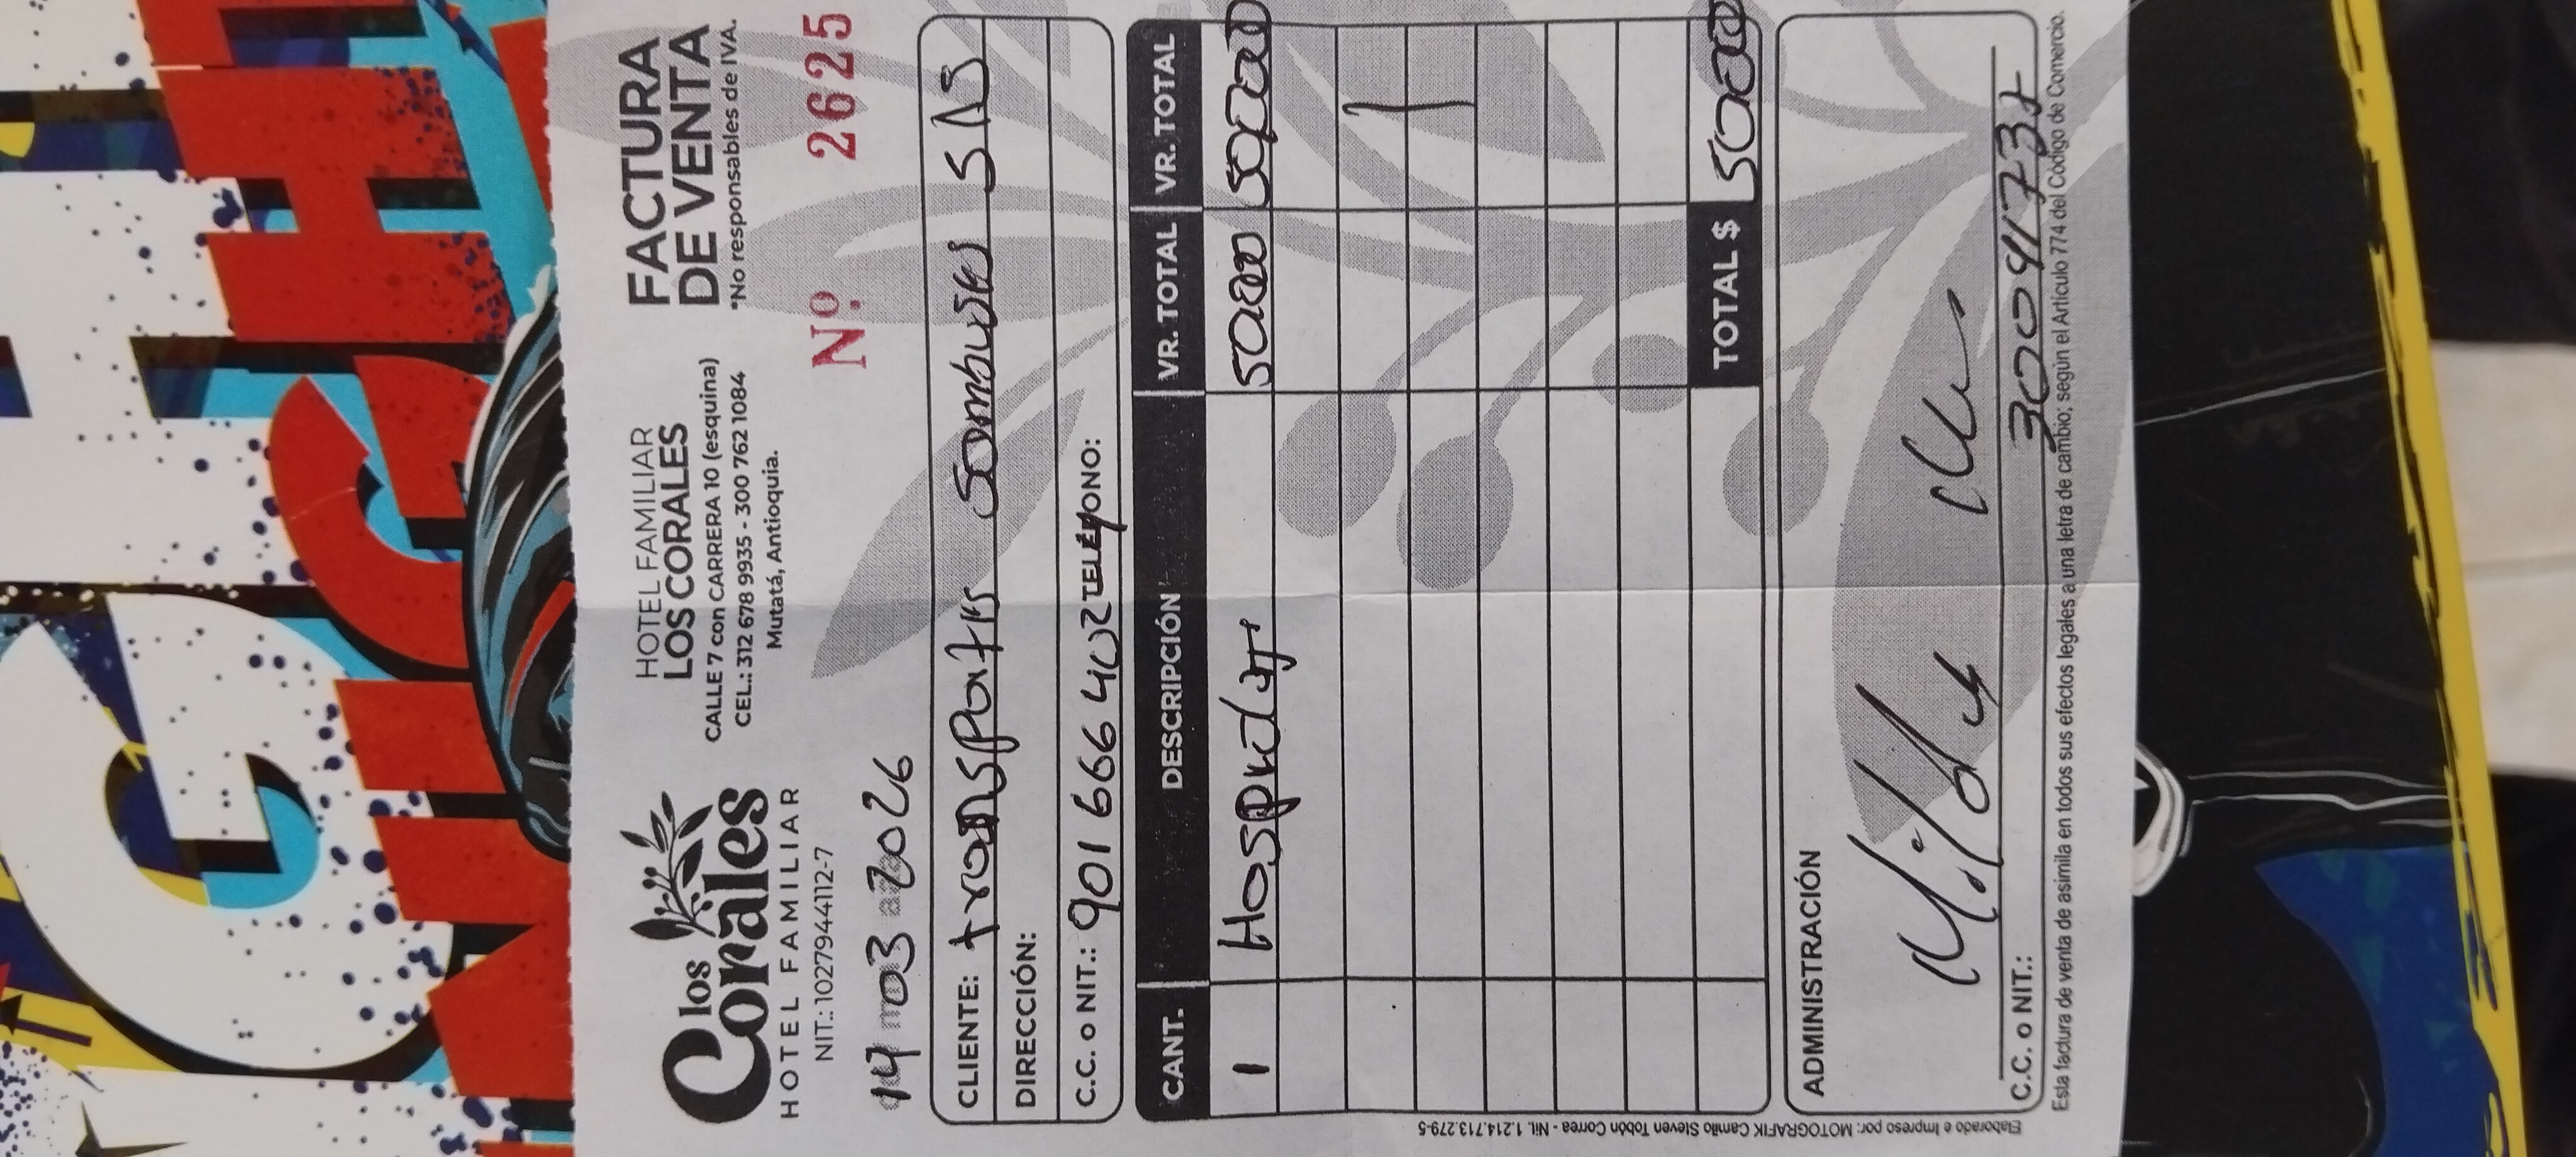 los
Corales
HOTEL FAMILIAR
NIT.: 1027944112-7
HOTEL FAMILIAR
LOS CORALES
CALLE 7 con CARRERA 10 (esquina)
CEL.: 312 678 9935 - 300 762 1084
Mutatá, Antioquia.
FACTURA
DE VENTA
*No responsables de IVA.
14 03 2026
Nº. 2625
CLIENTE: transportes SAS
DIRECCIÓN:
C.C. o NIT.: 901666402 TELÉFONO:
CANT. DESCRIPCIÓN VR. TOTAL VR. TOTAL
1 50000 50000
TOTAL $ 50000
ADMINISTRACIÓN
C.C. o NIT.:
Esta factura de venta de asimila en todos sus efectos legales a una letra de cambio; según el Artículo 774 del Código de Comercio.
Elaborado e Impreso por: MOTOGRAFIK Camilo Steven Tobón Correa - Nit. 1.214.713.279-5